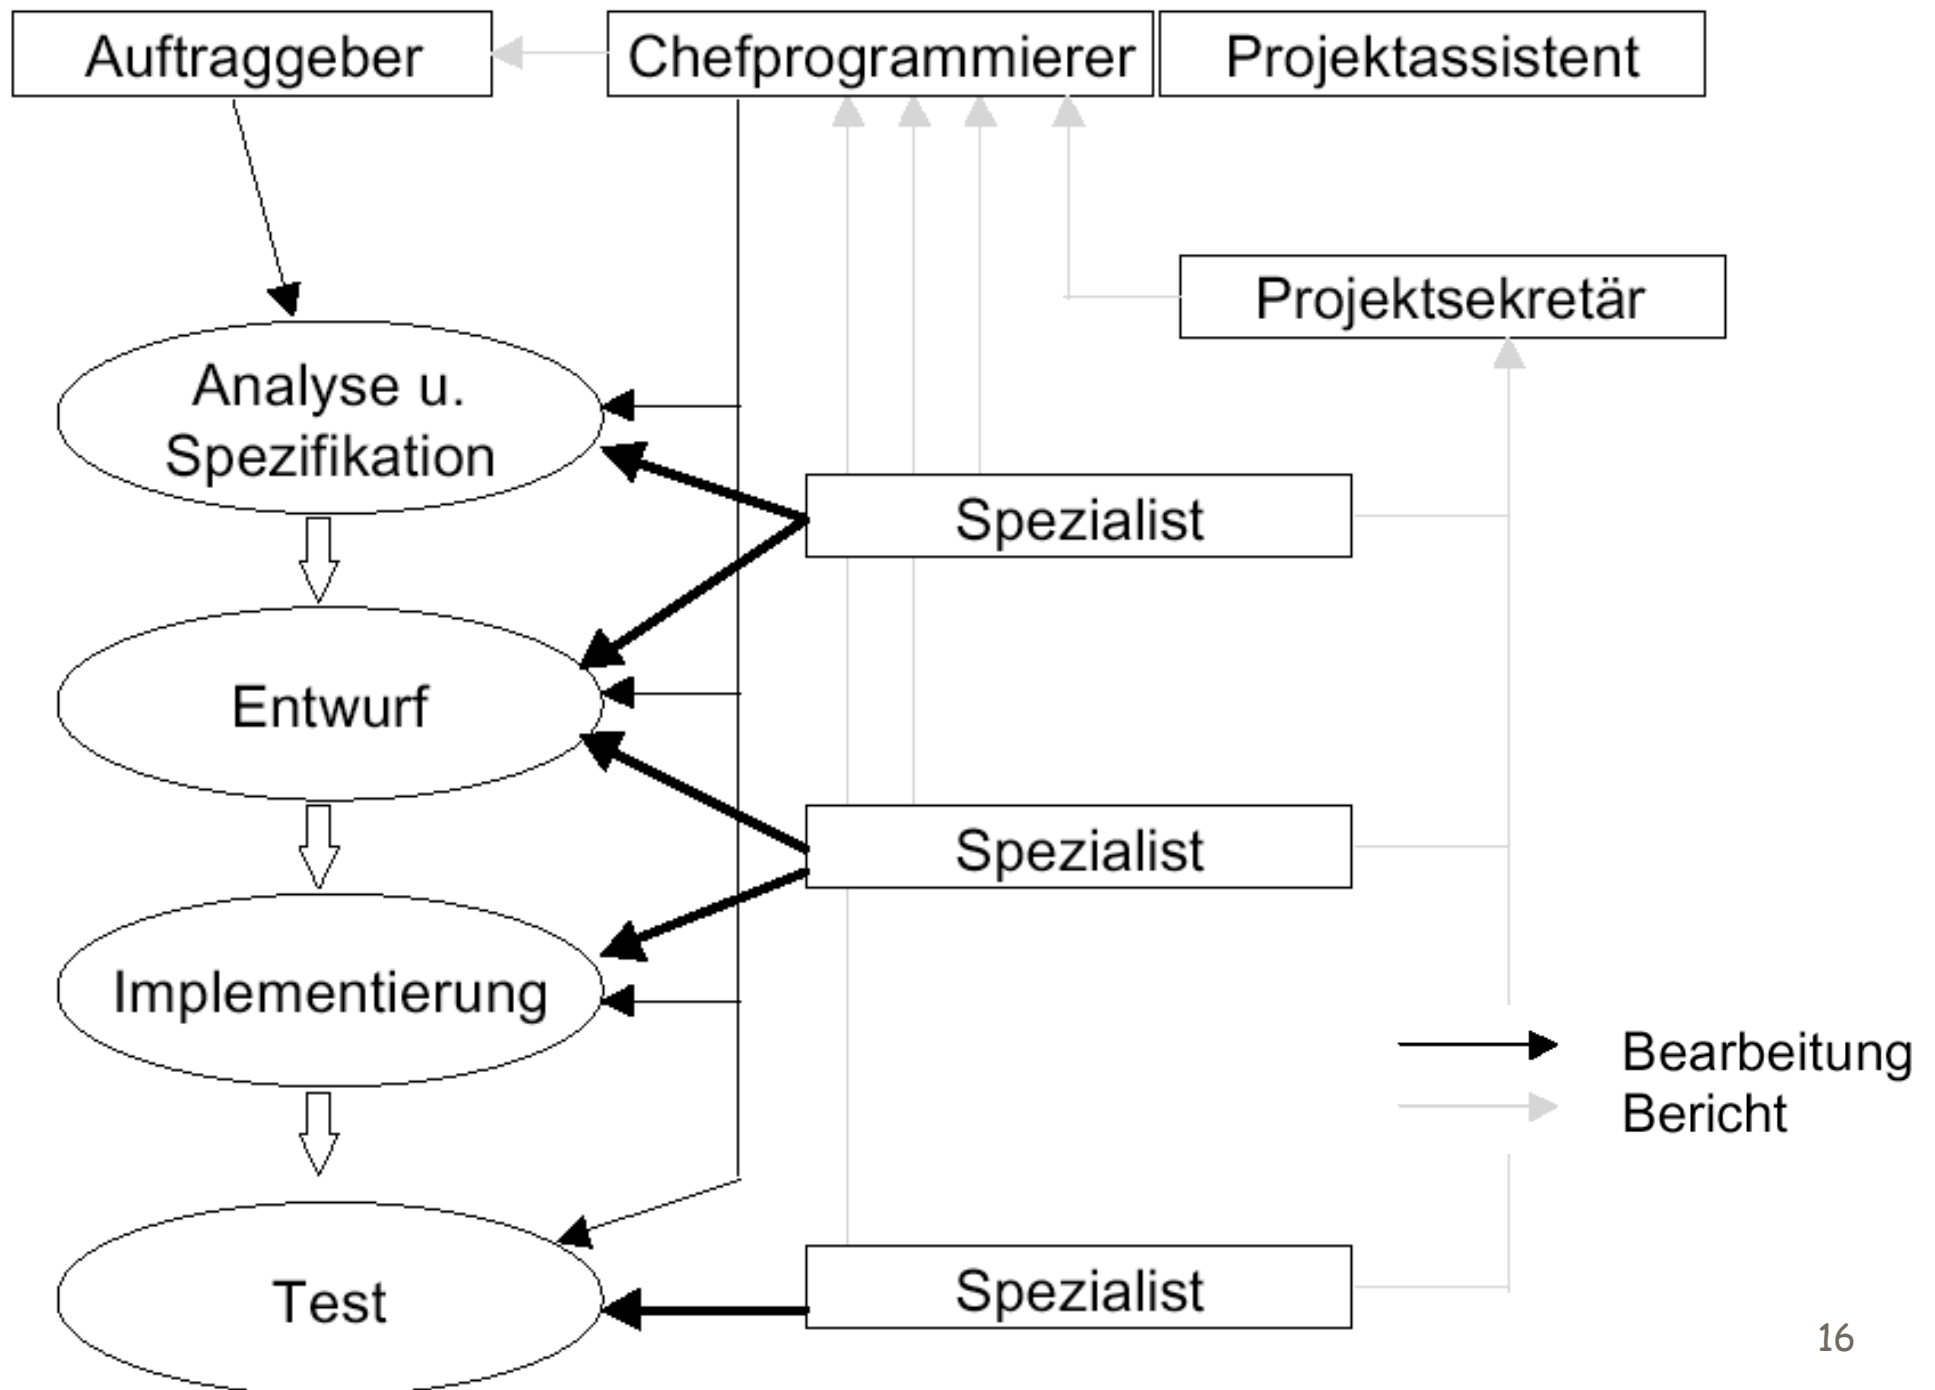 Auftraggeber
Chefprogrammierer
Projektassistent
Projektsekretär
Analyse u.
Spezifikation
Spezialist
Entwurf
Spezialist
Implementierung
Bearbeitung
Bericht
Test
Spezialist
16